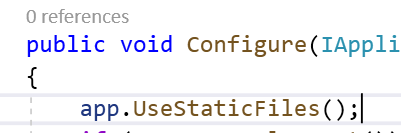 0 references
public void Configure(IAppli
{
app.UseStaticFiles();